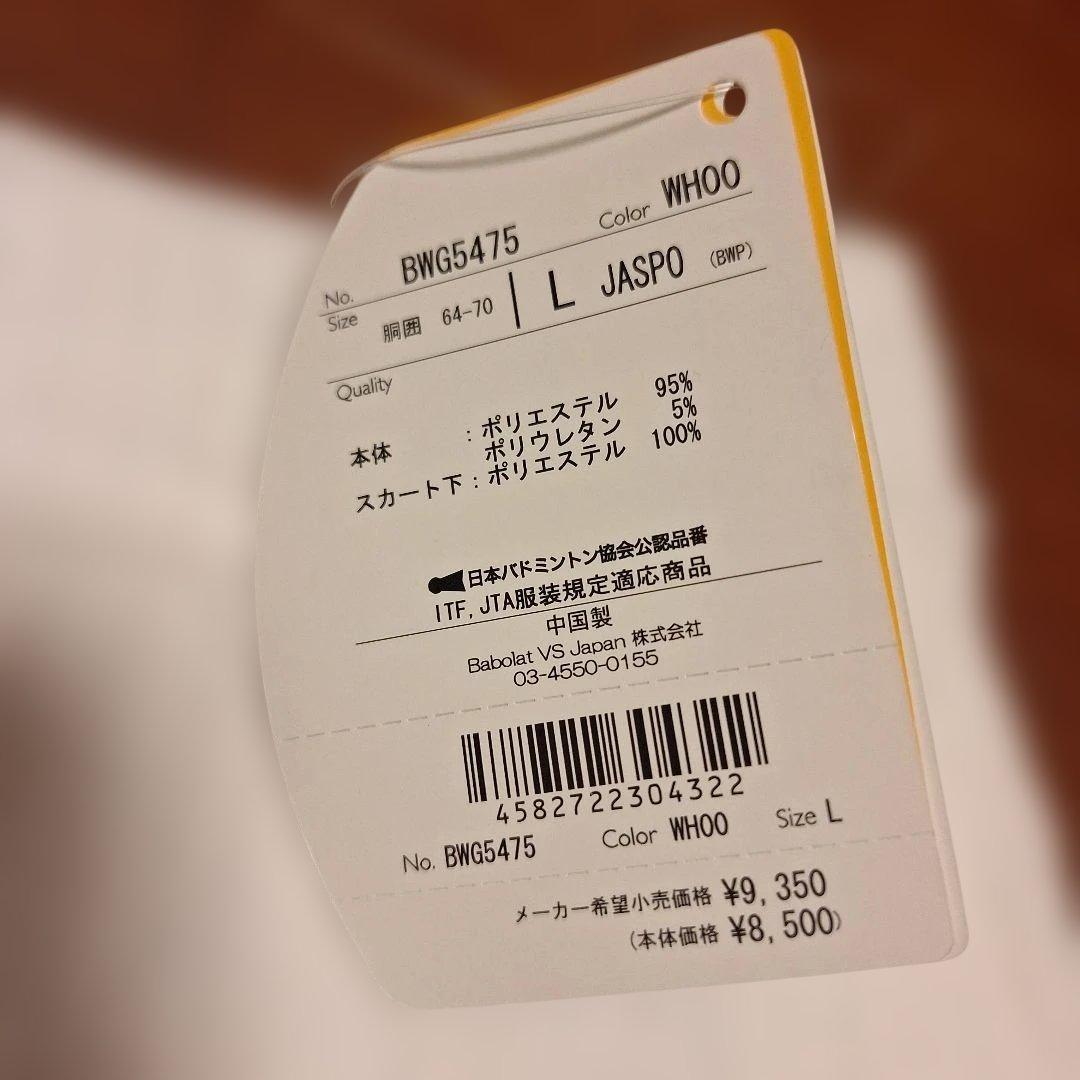 No. BWG5475 Color WH00
Size 胴囲 64-70 L JASPO (BWP)
Quality
本体 : ポリエステル 95%
ポリウレタン 5%
スカート下 : ポリエステル 100%
日本バドミントン協会公認品番
ITF,JTA服装規定適応商品
中国製
Babolat VS Japan 株式会社
03-4550-0155
4582722304322
No. BWG5475 Color WH00 Size L
メーカー希望小売価格 ¥9,350
(本体価格 ¥8,500)